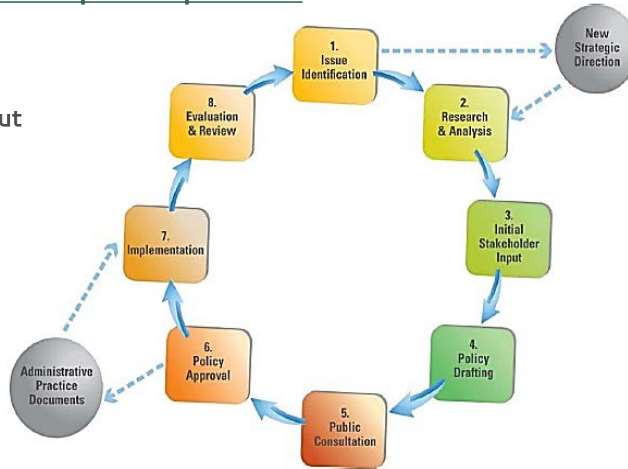 ut
1.
Issue
Identification
New
Strategic
Direction
2.
Research
& Analysis
3.
Initial
Stakeholder
Input
4.
Policy
Drafting
5.
Public
Consultation
6.
Policy
Approval
Administrative
Practice
Documents
7.
Implementation
8.
Evaluation
& Review